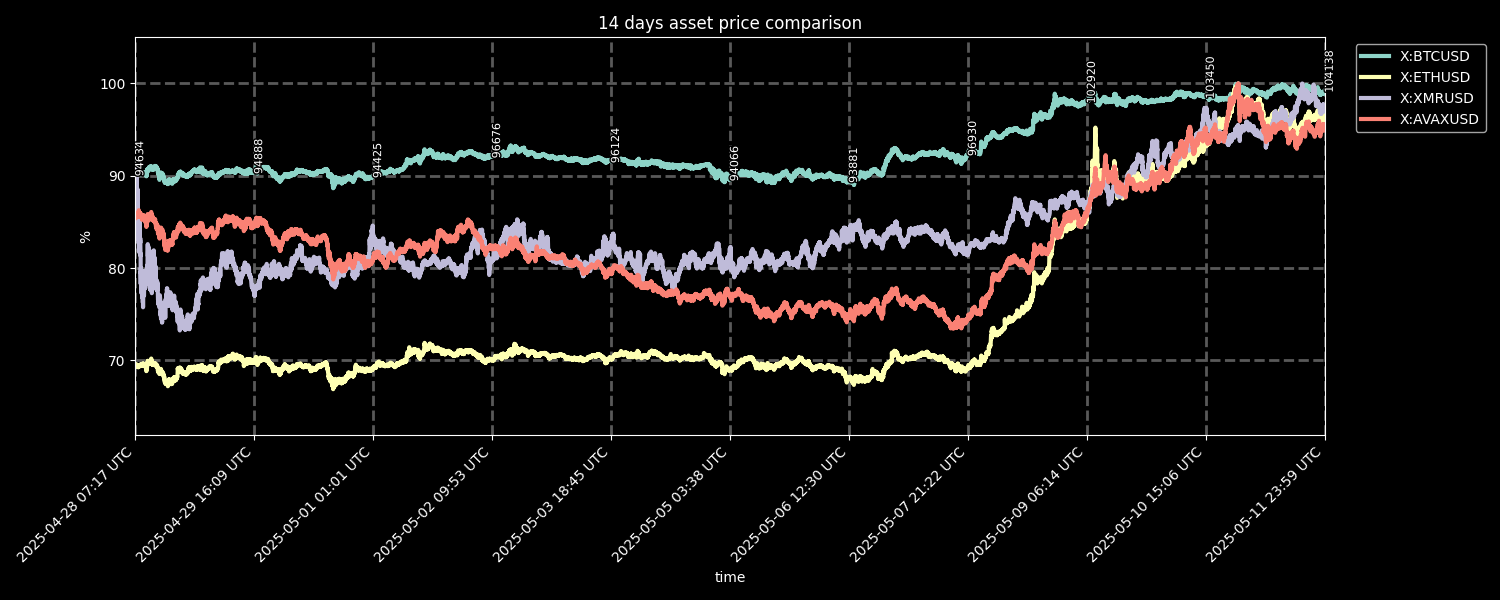 14 days asset price comparison
X:BTCUSD
X:ETHUSD
X:XMRUSD
X:AVAXUSD
100
90
80
70
%
94634
94888
94425
96676
96124
94066
93881
96930
102920
103450
104138
2025-04-28 07:17 UTC
2025-04-29 16:09 UTC
2025-05-01 01:01 UTC
2025-05-02 09:53 UTC
2025-05-03 18:45 UTC
2025-05-05 03:38 UTC
2025-05-06 12:30 UTC
2025-05-07 21:22 UTC
2025-05-09 06:14 UTC
2025-05-10 15:06 UTC
2025-05-11 23:59 UTC
time